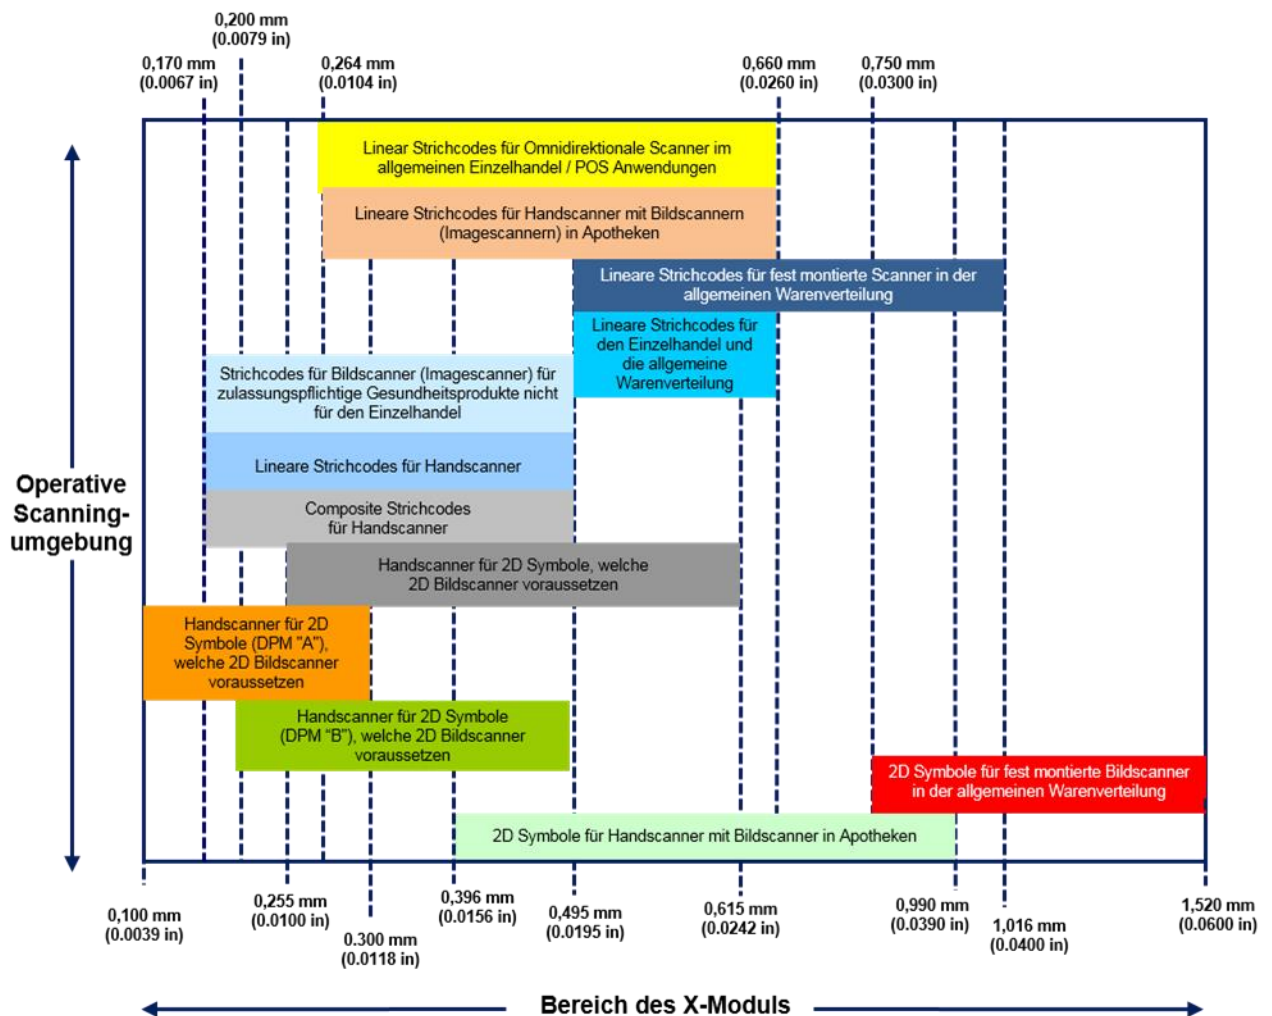 0,200 mm
(0.0079 in)
0,170 mm
(0.0067 in)
0,264 mm
(0.0104 in)
0,660 mm
(0.0260 in)
0,750 mm
(0.0300 in)
Linear Strichcodes für Omnidirektionale Scanner im
allgemeinen Einzelhandel / POS Anwendungen
Lineare Strichcodes für Handscanner mit Bildscannern
(Imagescannern) in Apotheken
Lineare Strichcodes für fest montierte Scanner in der
allgemeinen Warenverteilung
Lineare Strichcodes für
den Einzelhandel und
die allgemeine
Warenverteilung
Strichcodes für Bildscanner (Imagescanner) für
zulassungspflichtige Gesundheitsprodukte nicht
für den Einzelhandel
Lineare Strichcodes für Handscanner
Operative
Scanning-
umgebung
Composite Strichcodes
für Handscanner
Handscanner für 2D Symbole, welche
2D Bildscanner voraussetzen
Handscanner für 2D
Symbole (DPM "A"),
welche 2D Bildscanner
voraussetzen
Handscanner für 2D Symbole
(DPM “B”), welche 2D Bildscanner
voraussetzen
2D Symbole für fest montierte Bildscanner
in der allgemeinen Warenverteilung
2D Symbole für Handscanner mit Bildscanner in Apotheken
0,100 mm
(0.0039 in)
0,255 mm
(0.0100 in)
0.300 mm
(0.0118 in)
0,396 mm
(0.0156 in)
0,495 mm
(0.0195 in)
0,615 mm
(0.0242 in)
0,990 mm
(0.0390 in)
1,016 mm
(0.0400 in)
1,520 mm
(0.0600 in)
Bereich des X-Moduls